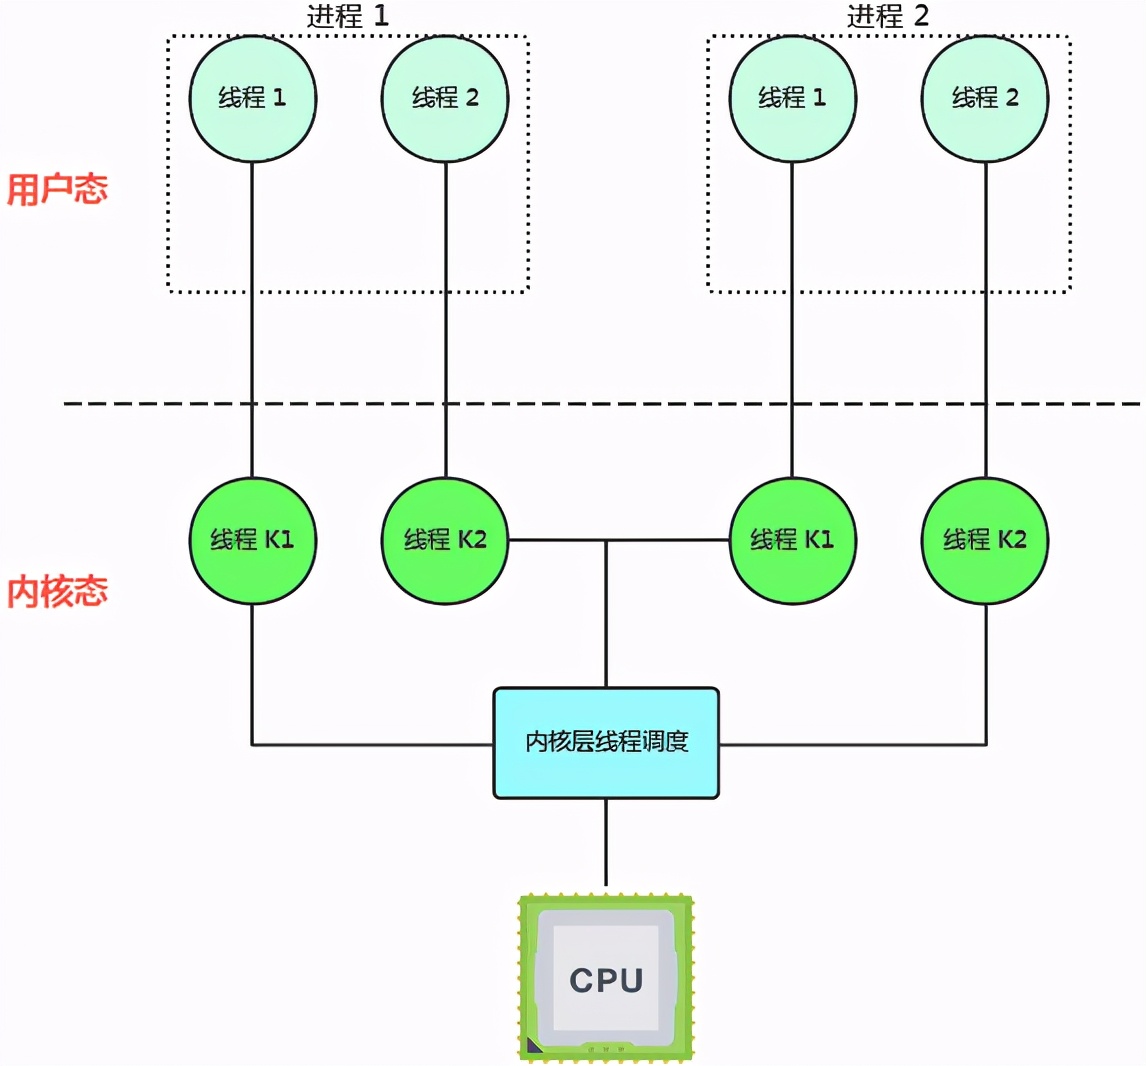 进程 1
进程 2
线程 1
线程 2
线程 1
线程 2
用户态
线程 K1
线程 K2
线程 K1
线程 K2
内核态
内核层线程调度
CPU